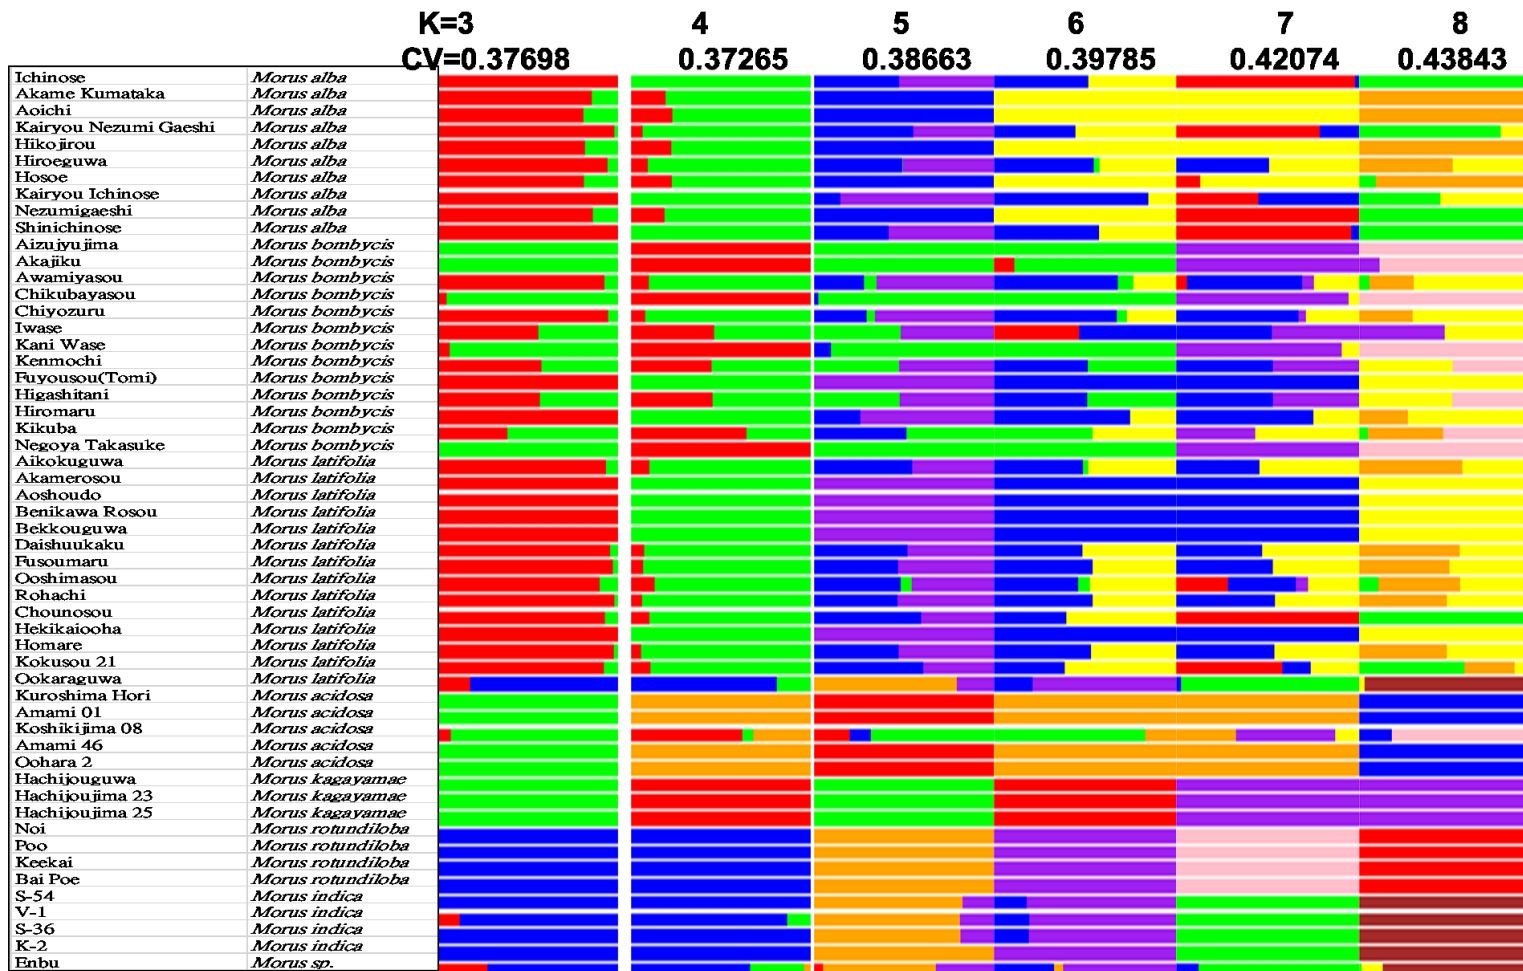 K=3 4 5 6 7 8
CV=0.37698 0.37265 0.38663 0.39785 0.42074 0.43843
Ichinose Morus alba
Akame Kumataka Morus alba
Aoichi Morus alba
Kairyou Nezumi Gaeshi Morus alba
Hikojirou Morus alba
Hiroeguwa Morus alba
Hosoe Morus alba
Kairyou Ichinose Morus alba
Nezumigaeshi Morus alba
Shinichinose Morus alba
Aizujyujima Morus bombycis
Akajiku Morus bombycis
Awamiyasou Morus bombycis
Chikubayasou Morus bombycis
Chiyozuru Morus bombycis
Iwase Morus bombycis
Kani Wase Morus bombycis
Kenmochi Morus bombycis
Fuyousou(Tomi) Morus bombycis
Higashitani Morus bombycis
Hiromaru Morus bombycis
Kikuba Morus bombycis
Negoya Takasuke Morus bombycis
Aikokuguwa Morus latifolia
Akamerosou Morus latifolia
Aoshoudo Morus latifolia
Benikawa Rosou Morus latifolia
Bekkouguwa Morus latifolia
Daishuukaku Morus latifolia
Fusoumaru Morus latifolia
Ooshimasou Morus latifolia
Rohachi Morus latifolia
Chounosou Morus latifolia
Hekikaiooha Morus latifolia
Homare Morus latifolia
Kokusou 21 Morus latifolia
Ookaraguwa Morus latifolia
Kuroshima Hori Morus acidosa
Amami 01 Morus acidosa
Koshikijima 08 Morus acidosa
Amami 46 Morus acidosa
Oohara 2 Morus acidosa
Hachijouguwa Morus kagayamae
Hachijoujima 23 Morus kagayamae
Hachijoujima 25 Morus kagayamae
Noi Morus rotundiloba
Poo Morus rotundiloba
Keekai Morus rotundiloba
Bai Poe Morus rotundiloba
S-54 Morus indica
V-1 Morus indica
S-36 Morus indica
K-2 Morus indica
Enbu Morus sp.